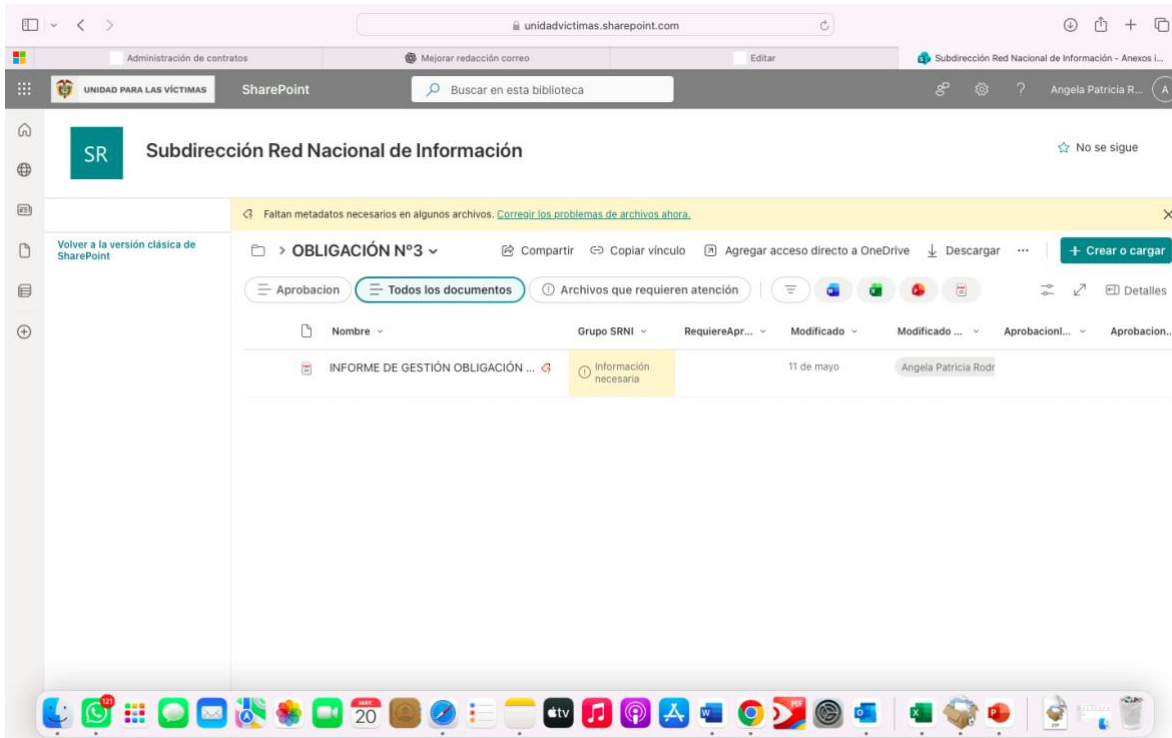 unidadvictimas.sharepoint.com
Administración de contratos
Mejorar redacción correo
Editar
Subdirección Red Nacional de Información - Anexos i...
UNIDAD PARA LAS VÍCTIMAS
SharePoint
Buscar en esta biblioteca
?
Angela Patricia R...
A
SR
Subdirección Red Nacional de Información
No se sigue
Faltan metadatos necesarios en algunos archivos. Corregir los problemas de archivos ahora.
Volver a la versión clásica de
SharePoint
> OBLIGACIÓN N°3
Compartir
Copiar vínculo
Agregar acceso directo a OneDrive
Descargar
...
+ Crear o cargar
Aprobacion
Todos los documentos
Archivos que requieren atención
Detalles
Nombre
Grupo SRNI
RequiereApr...
Modificado
Modificado ...
AprobacionI...
Aprobacion...
INFORME DE GESTIÓN OBLIGACIÓN ...
Información
necesaria
11 de mayo
Angela Patricia Rodr
121
20
tv
W
X
P